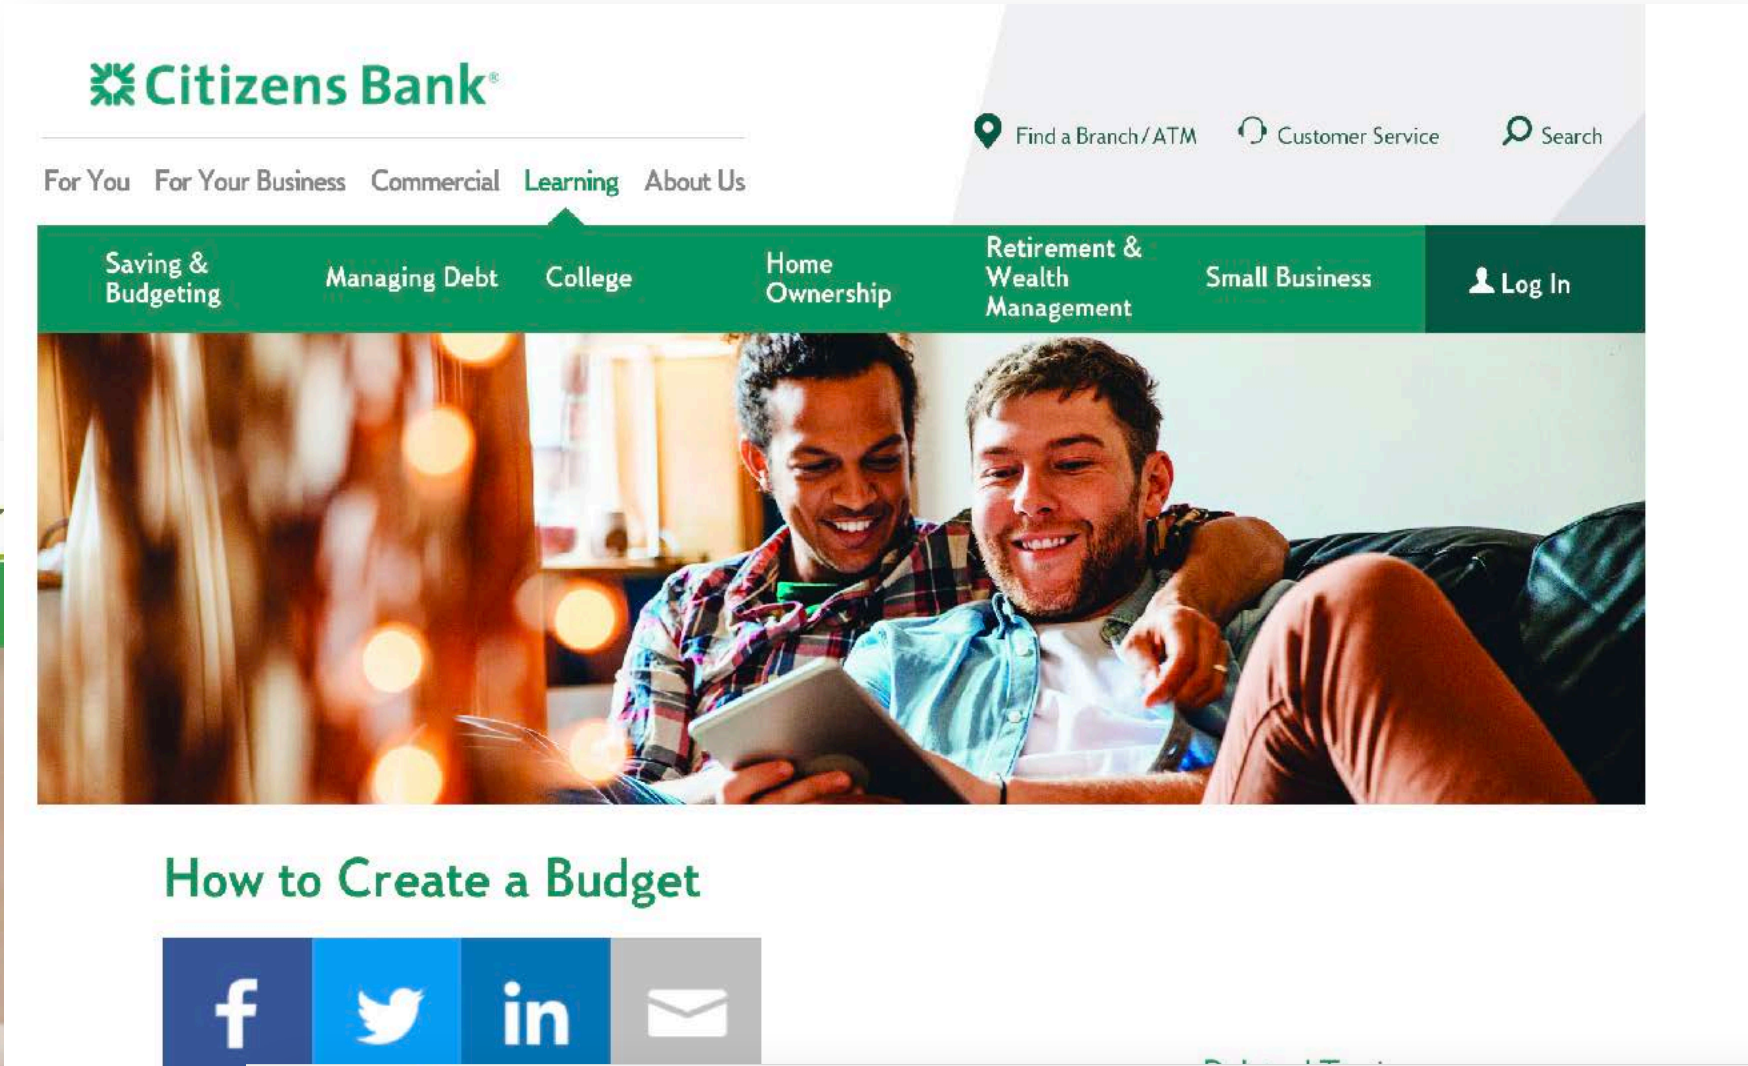 Citizens Bank®
Find a Branch/ATM Customer Service Search
For You For Your Business Commercial Learning About Us
Saving &
Budgeting
Managing Debt
College
Home
Ownership
Retirement &
Wealth
Management
Small Business
Log In
How to Create a Budget
f
in